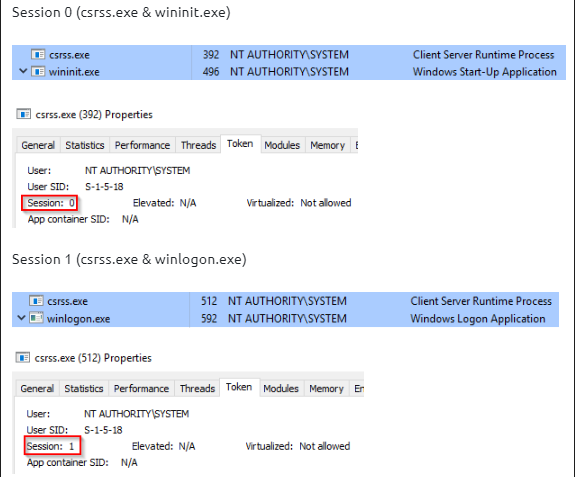 Session 0 (csrss.exe & wininit.exe)
csrss.exe 392 NT AUTHORITY\SYSTEM Client Server Runtime Process
wininit.exe 496 NT AUTHORITY\SYSTEM Windows Start-Up Application
csrss.exe (392) Properties
General Statistics Performance Threads Token Modules Memory
User: NT AUTHORITY\SYSTEM
User SID: S-1-5-18
Session: 0 Elevated: N/A Virtualized: Not allowed
App container SID: N/A
Session 1 (csrss.exe & winlogon.exe)
csrss.exe 512 NT AUTHORITY\SYSTEM Client Server Runtime Process
winlogon.exe 592 NT AUTHORITY\SYSTEM Windows Logon Application
csrss.exe (512) Properties
General Statistics Performance Threads Token Modules Memory En
User: NT AUTHORITY\SYSTEM
User SID: S-1-5-18
Session: 1 Elevated: N/A Virtualized: Not allowed
App container SID: N/A